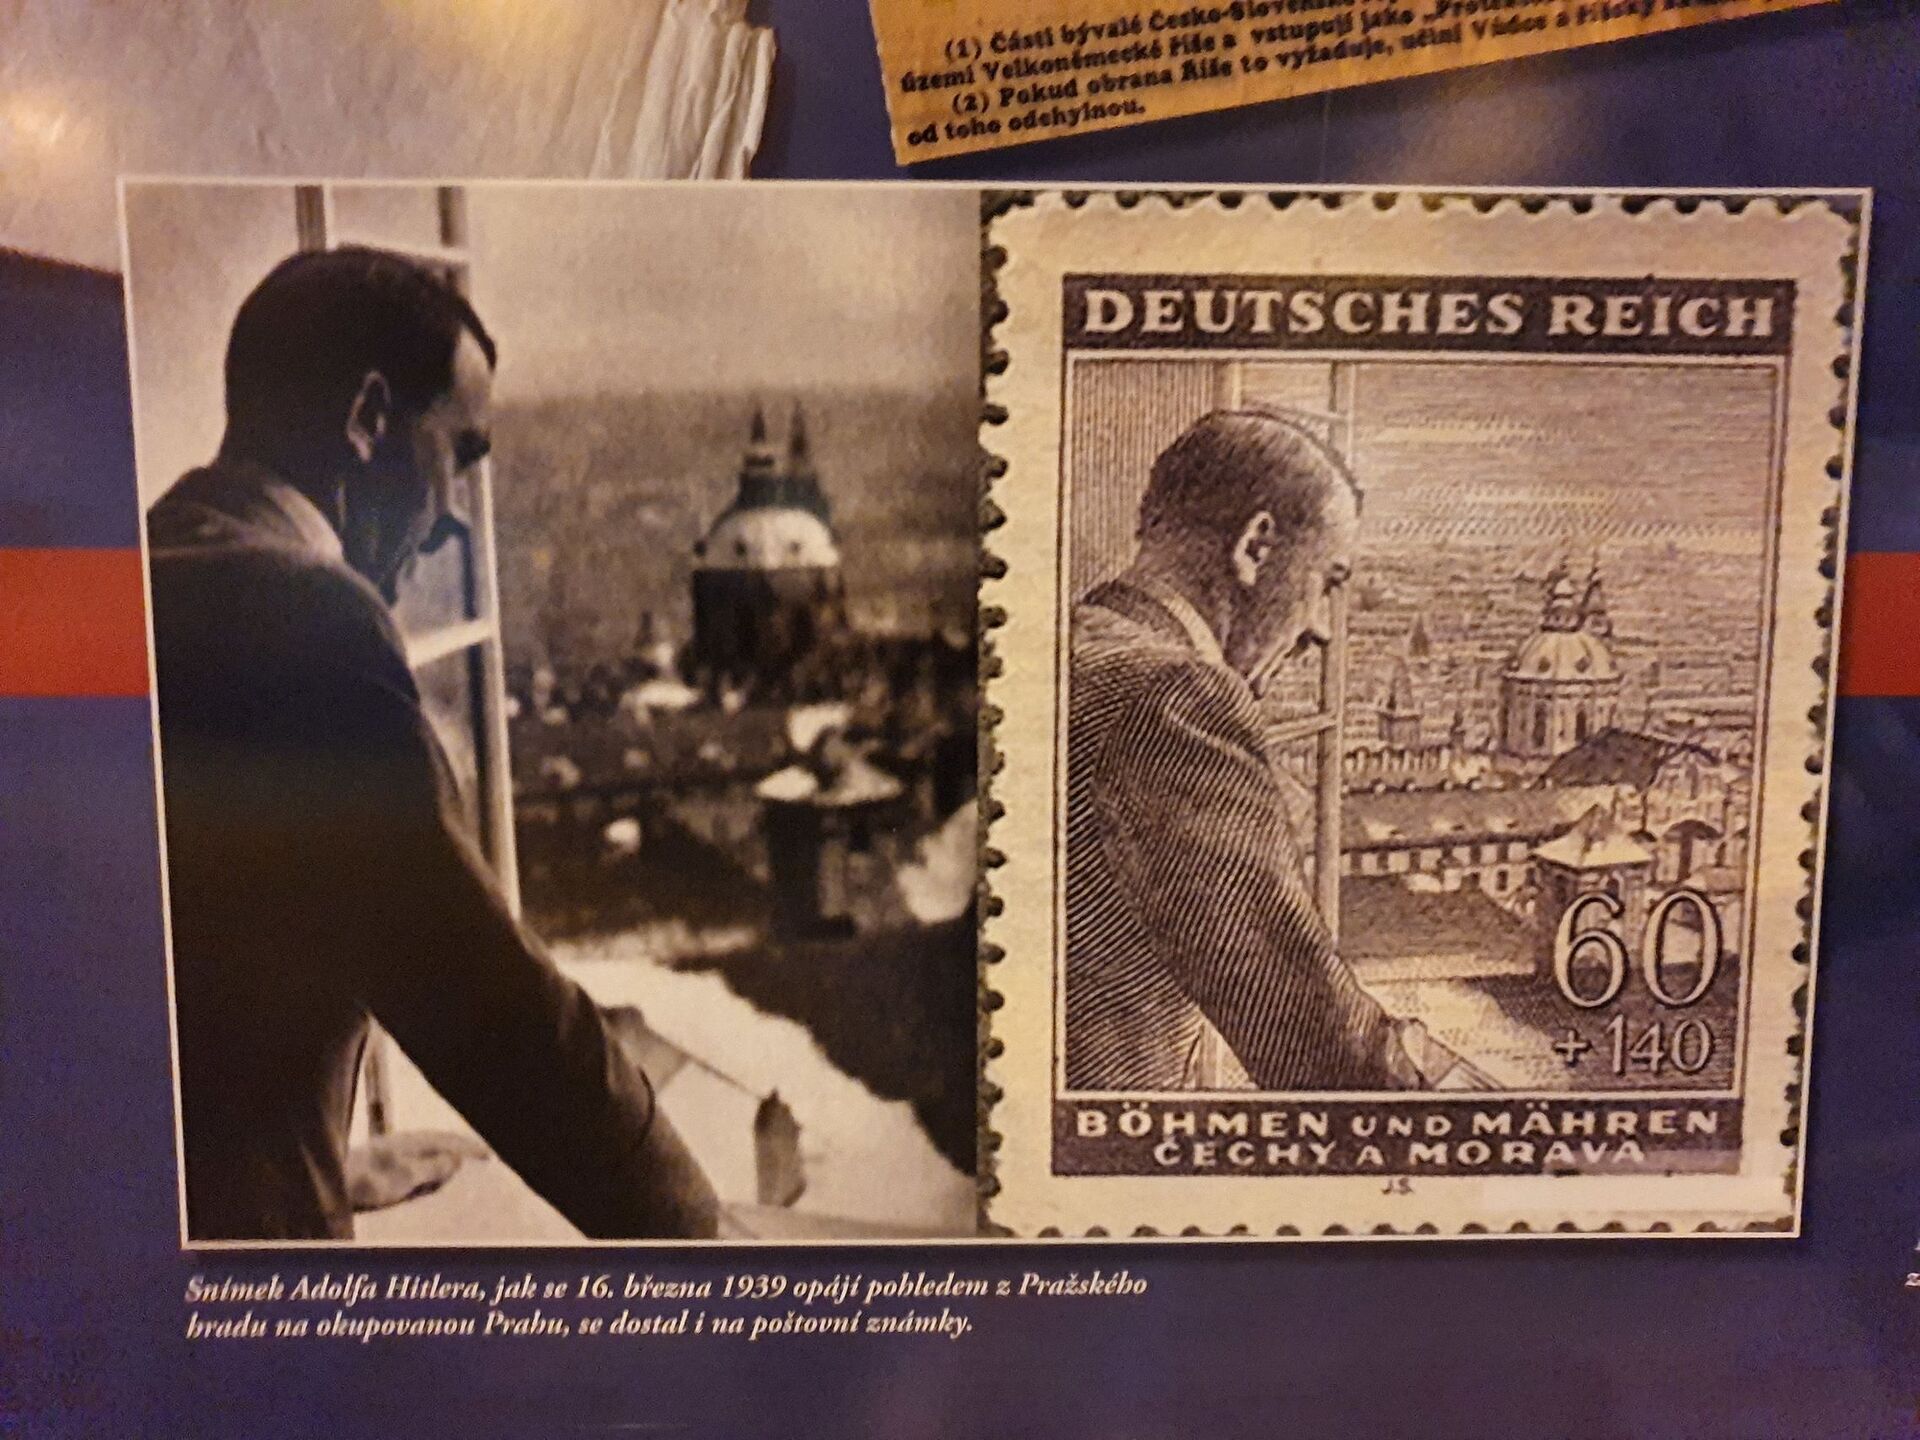 (1) Části bývalé Česko-Slovenské
území Velkoněmecké říše a vstupují jako „Protektorát
(2) Pokud obrana Říše to vyžaduje, učiní Vůdce a říšský
od toho odchylnou.
DEUTSCHES REICH
60
+ 140
BÖHMEN UND MÄHREN
ČECHY A MORAVA
J.S.
Snímek Adolfa Hitlera, jak se 16. března 1939 opájí pohledem z Pražského
hradu na okupovanou Prahu, se dostal i na poštovní známky.